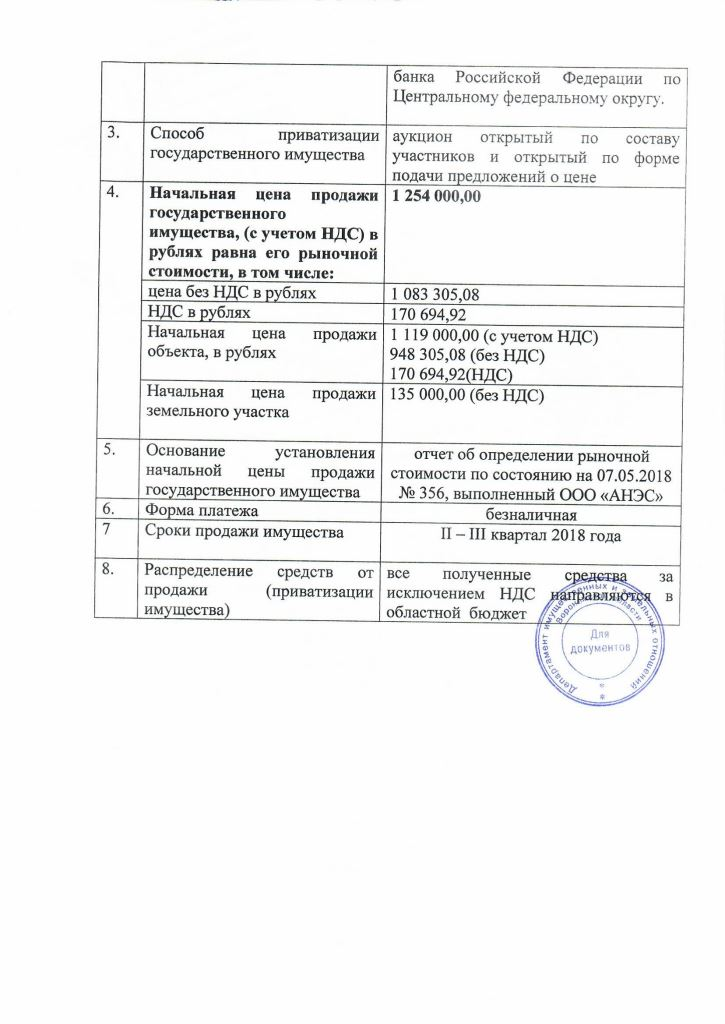 банка Российской Федерации по
Центральному федеральному округу.
3.
Способ приватизации
государственного имущества
аукцион открытый по составу
участников и открытый по форме
подачи предложений о цене
4.
Начальная цена продажи
государственного
имущества, (с учетом НДС) в
рублях равна его рыночной
стоимости, в том числе:
1 254 000,00
цена без НДС в рублях
1 083 305,08
НДС в рублях
170 694,92
Начальная цена продажи
объекта, в рублях
1 119 000,00 (с учетом НДС)
948 305,08 (без НДС)
170 694,92(НДС)
Начальная цена продажи
земельного участка
135 000,00 (без НДС)
5.
Основание установления
начальной цены продажи
государственного имущества
отчет об определении рыночной
стоимости по состоянию на 07.05.2018
№ 356, выполненный ООО «АНЭС»
6.
Форма платежа
безналичная
7
Сроки продажи имущества
II – III квартал 2018 года
8.
Распределение средств от
продажи (приватизации
имущества)
все полученные средства за
исключением НДС направляются в
областной бюджет
Департамент имущественных и земельных отношений
Воронежской области
Для
документов